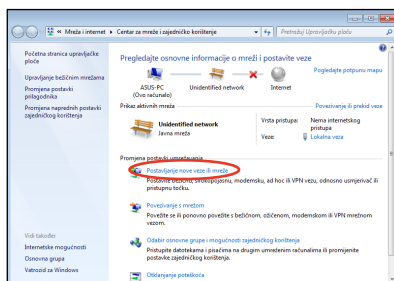 « Mreža i internet ▸ Centar za mreže i zajedničko korištenje
Pretražuj Upravljačku ploču
Početna stranica upravljačke ploče
Upravljanje bežičnim mrežama
Promjena postavki prilagodnika
Promjena naprednih postavki zajedničkog korištenja
Vidi također
Internetske mogućnosti
Osnovna grupa
Vatrozid za Windows
Pregledajte osnovne informacije o mreži i postavite veze
Pogledajte potpunu mapu
ASUS-PC
(Ovo računalo)
Unidentified network
Internet
Prikaz aktivnih mreža
Povezivanje ili prekid veze
Unidentified network
Javna mreža
Vrsta pristupa:
Nema internetskog pristupa
Veze:
Lokalna veza
Promjena postavki umrežavanja
Postavljanje nove veze ili mreže
Postavite bežičnu, širokopojasnu, modemsku, ad hoc ili VPN vezu, odnosno usmjerivač ili
pristupnu točku.
Povezivanje s mrežom
Povežite se ili ponovno povežite s bežičnom, ožičenom, modemskom ili VPN mrežnom
vezom.
Odabir osnovne grupe i mogućnosti zajedničkog korištenja
Pristupite datotekama i pisačima na drugim umreženim računalima ili promijenite
postavke zajedničkog korištenja.
Otklanjanje poteškoća